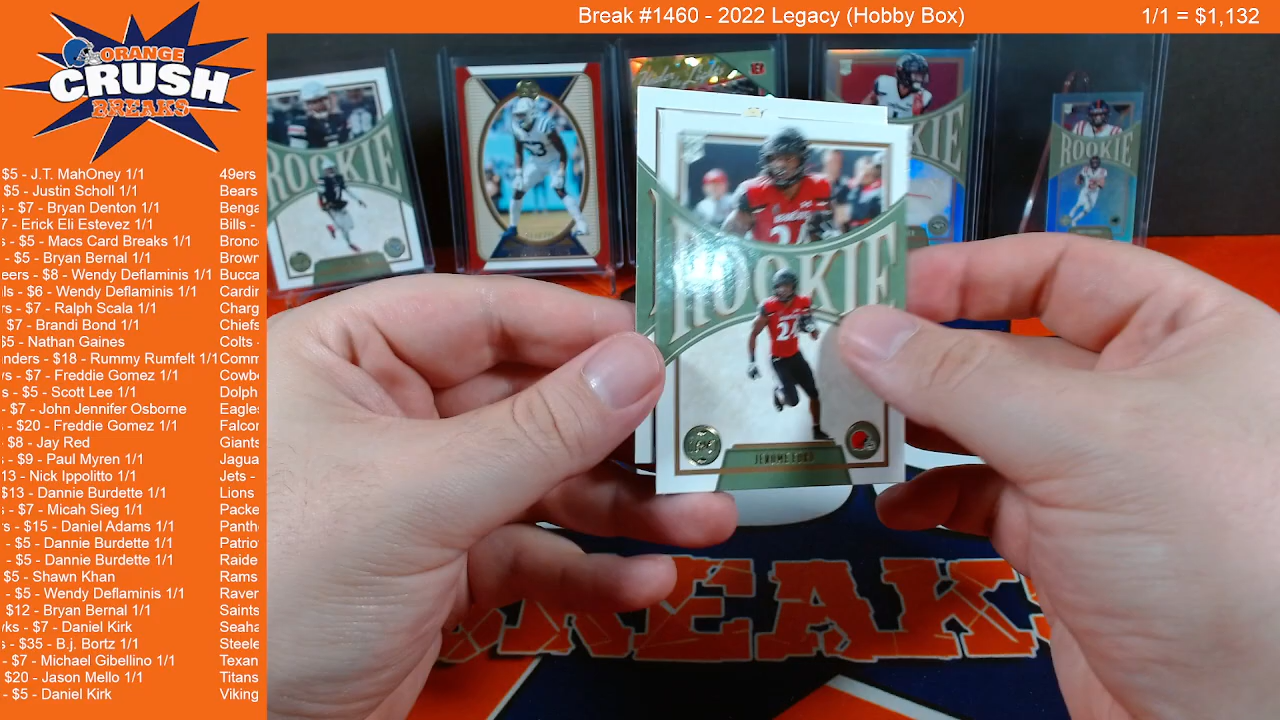 Break #1460 - 2022 Legacy (Hobby Box)
1/1 = $1,132
ORANGE
CRUSH
BREAKS
$5 - J.T. MahOney 1/1
$5 - Justin Scholl 1/1
- $7 - Bryan Denton 1/1
7 - Erick Eli Estevez 1/1
s - $5 - Macs Card Breaks 1/1
- $5 - Bryan Bernal 1/1
eers - $8 - Wendy Deflaminis 1/1
ls - $6 - Wendy Deflaminis 1/1
rs - $7 - Ralph Scala 1/1
$7 - Brandi Bond 1/1
$5 - Nathan Gaines
nders - $18 - Rummy Rumfelt 1/1
s - $7 - Freddie Gomez 1/1
s - $5 - Scott Lee 1/1
- $7 - John Jennifer Osborne
- $20 - Freddie Gomez 1/1
$8 - Jay Red
- $9 - Paul Myren 1/1
13 - Nick Ippolitto 1/1
$13 - Dannie Burdette 1/1
- $7 - Micah Sieg 1/1
rs - $15 - Daniel Adams 1/1
- $5 - Dannie Burdette 1/1
- $5 - Dannie Burdette 1/1
$5 - Shawn Khan
- $5 - Wendy Deflaminis 1/1
$12 - Bryan Bernal 1/1
ks - $7 - Daniel Kirk
- $35 - B.j. Bortz 1/1
- $7 - Michael Gibellino 1/1
$20 - Jason Mello 1/1
- $5 - Daniel Kirk
49ers
Bears
Benga
Bills -
Bronc
Brown
Bucca
Cardir
Charg
Chiefs
Colts -
Comm
Cowb
Dolph
Eagle
Falcor
Giants
Jagua
Jets -
Lions
Packe
Panth
Patrio
Raide
Rams
Raven
Saints
Seaha
Steele
Texan
Titans
Viking
ROOKIE
ROOKIE
JEROME FORD
24
ROOKIE
53
BREAKS